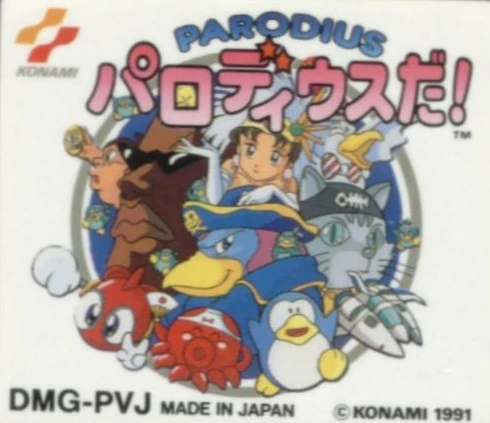 KONAMI
PARODIUS
パロディウスだ!
TM
DMG-PVJ MADE IN JAPAN ©KONAMI 1991